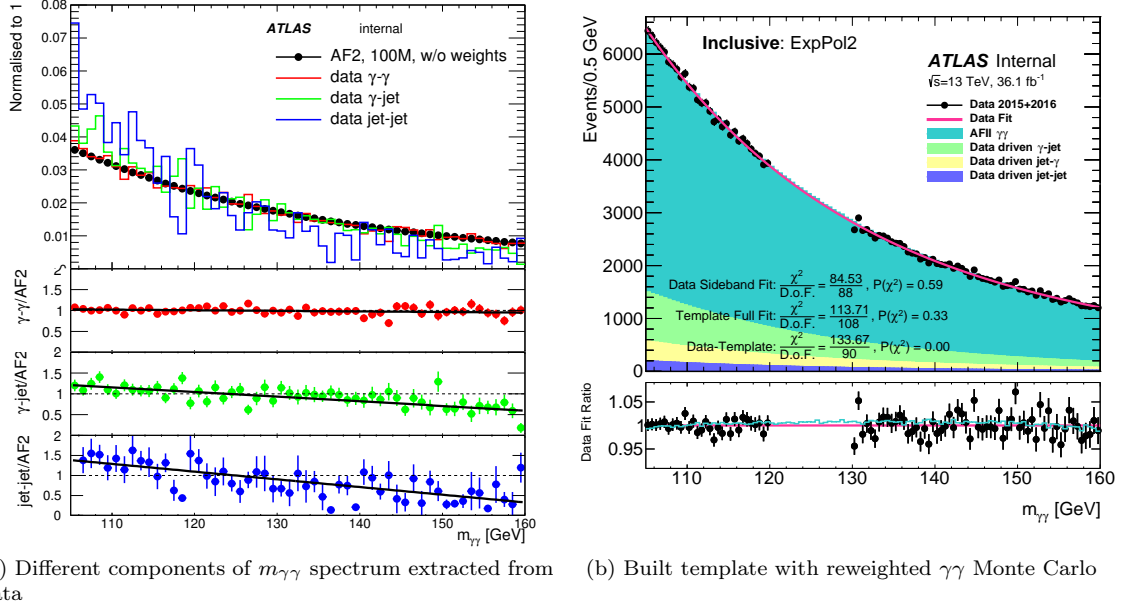 Normalised to 1
0.08
0.07
0.06
0.05
0.04
0.03
0.02
0.01
ATLAS internal
AF2, 100M, w/o weights
data γ-γ
data γ-jet
data jet-jet
γ-γ/AF2
1.5
1
0.5
γ-jet/AF2
2
1.5
1
0.5
jet-jet/AF2
2
1.5
1
0.5
0
110 120 130 140 150 160
m_γγ [GeV]
) Different components of m_γγ spectrum extracted from
ata
Events/0.5 GeV
6000
5000
4000
3000
2000
1000
0
Inclusive: ExpPol2
ATLAS Internal
√s=13 TeV, 36.1 fb⁻¹
Data 2015+2016
Data Fit
AFII γγ
Data driven γ-jet
Data driven jet-γ
Data driven jet-jet
Data Sideband Fit: χ²/D.o.F. = 84.53/88 , P(χ²) = 0.59
Template Full Fit: χ²/D.o.F. = 113.71/108 , P(χ²) = 0.33
Data-Template: χ²/D.o.F. = 133.67/90 , P(χ²) = 0.00
Data Fit Ratio
1.05
1
0.95
110 120 130 140 150 160
m_γγ [GeV]
(b) Built template with reweighted γγ Monte Carlo